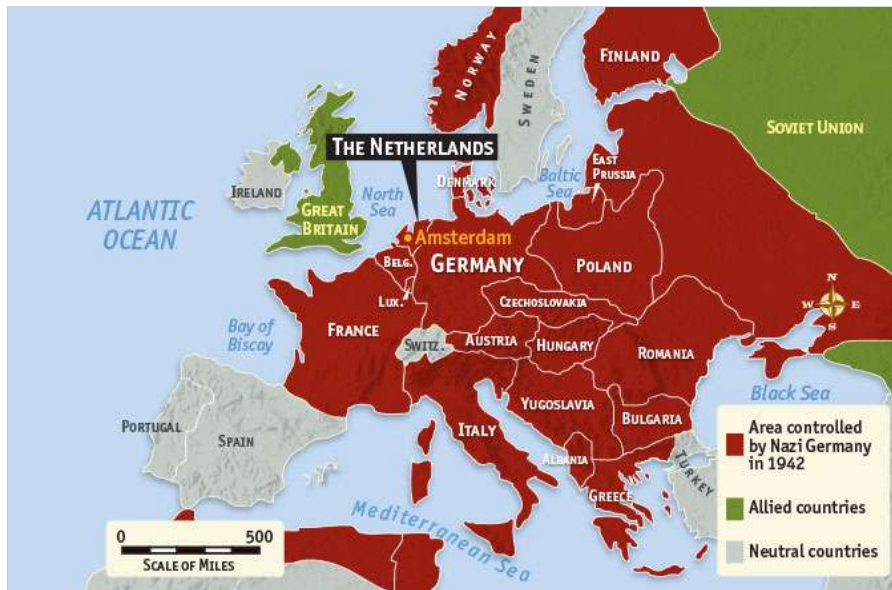 NORWAY
SWEDEN
FINLAND
SOVIET UNION
THE NETHERLANDS
IRELAND
North
Sea
DENMARK
Baltic
Sea
EAST
PRUSSIA
ATLANTIC
OCEAN
GREAT
BRITAIN
Amsterdam
BELG.
GERMANY
POLAND
LUX.
CZECHOSLOVAKIA
N
W E
S
Bay of
Biscay
FRANCE
SWITZ.
AUSTRIA
HUNGARY
ROMANIA
Black Sea
PORTUGAL
SPAIN
ITALY
YUGOSLAVIA
BULGARIA
ALBANIA
GREECE
TURKEY
Mediterranean Sea
0 500
SCALE OF MILES
Area controlled
by Nazi Germany
in 1942
Allied countries
Neutral countries